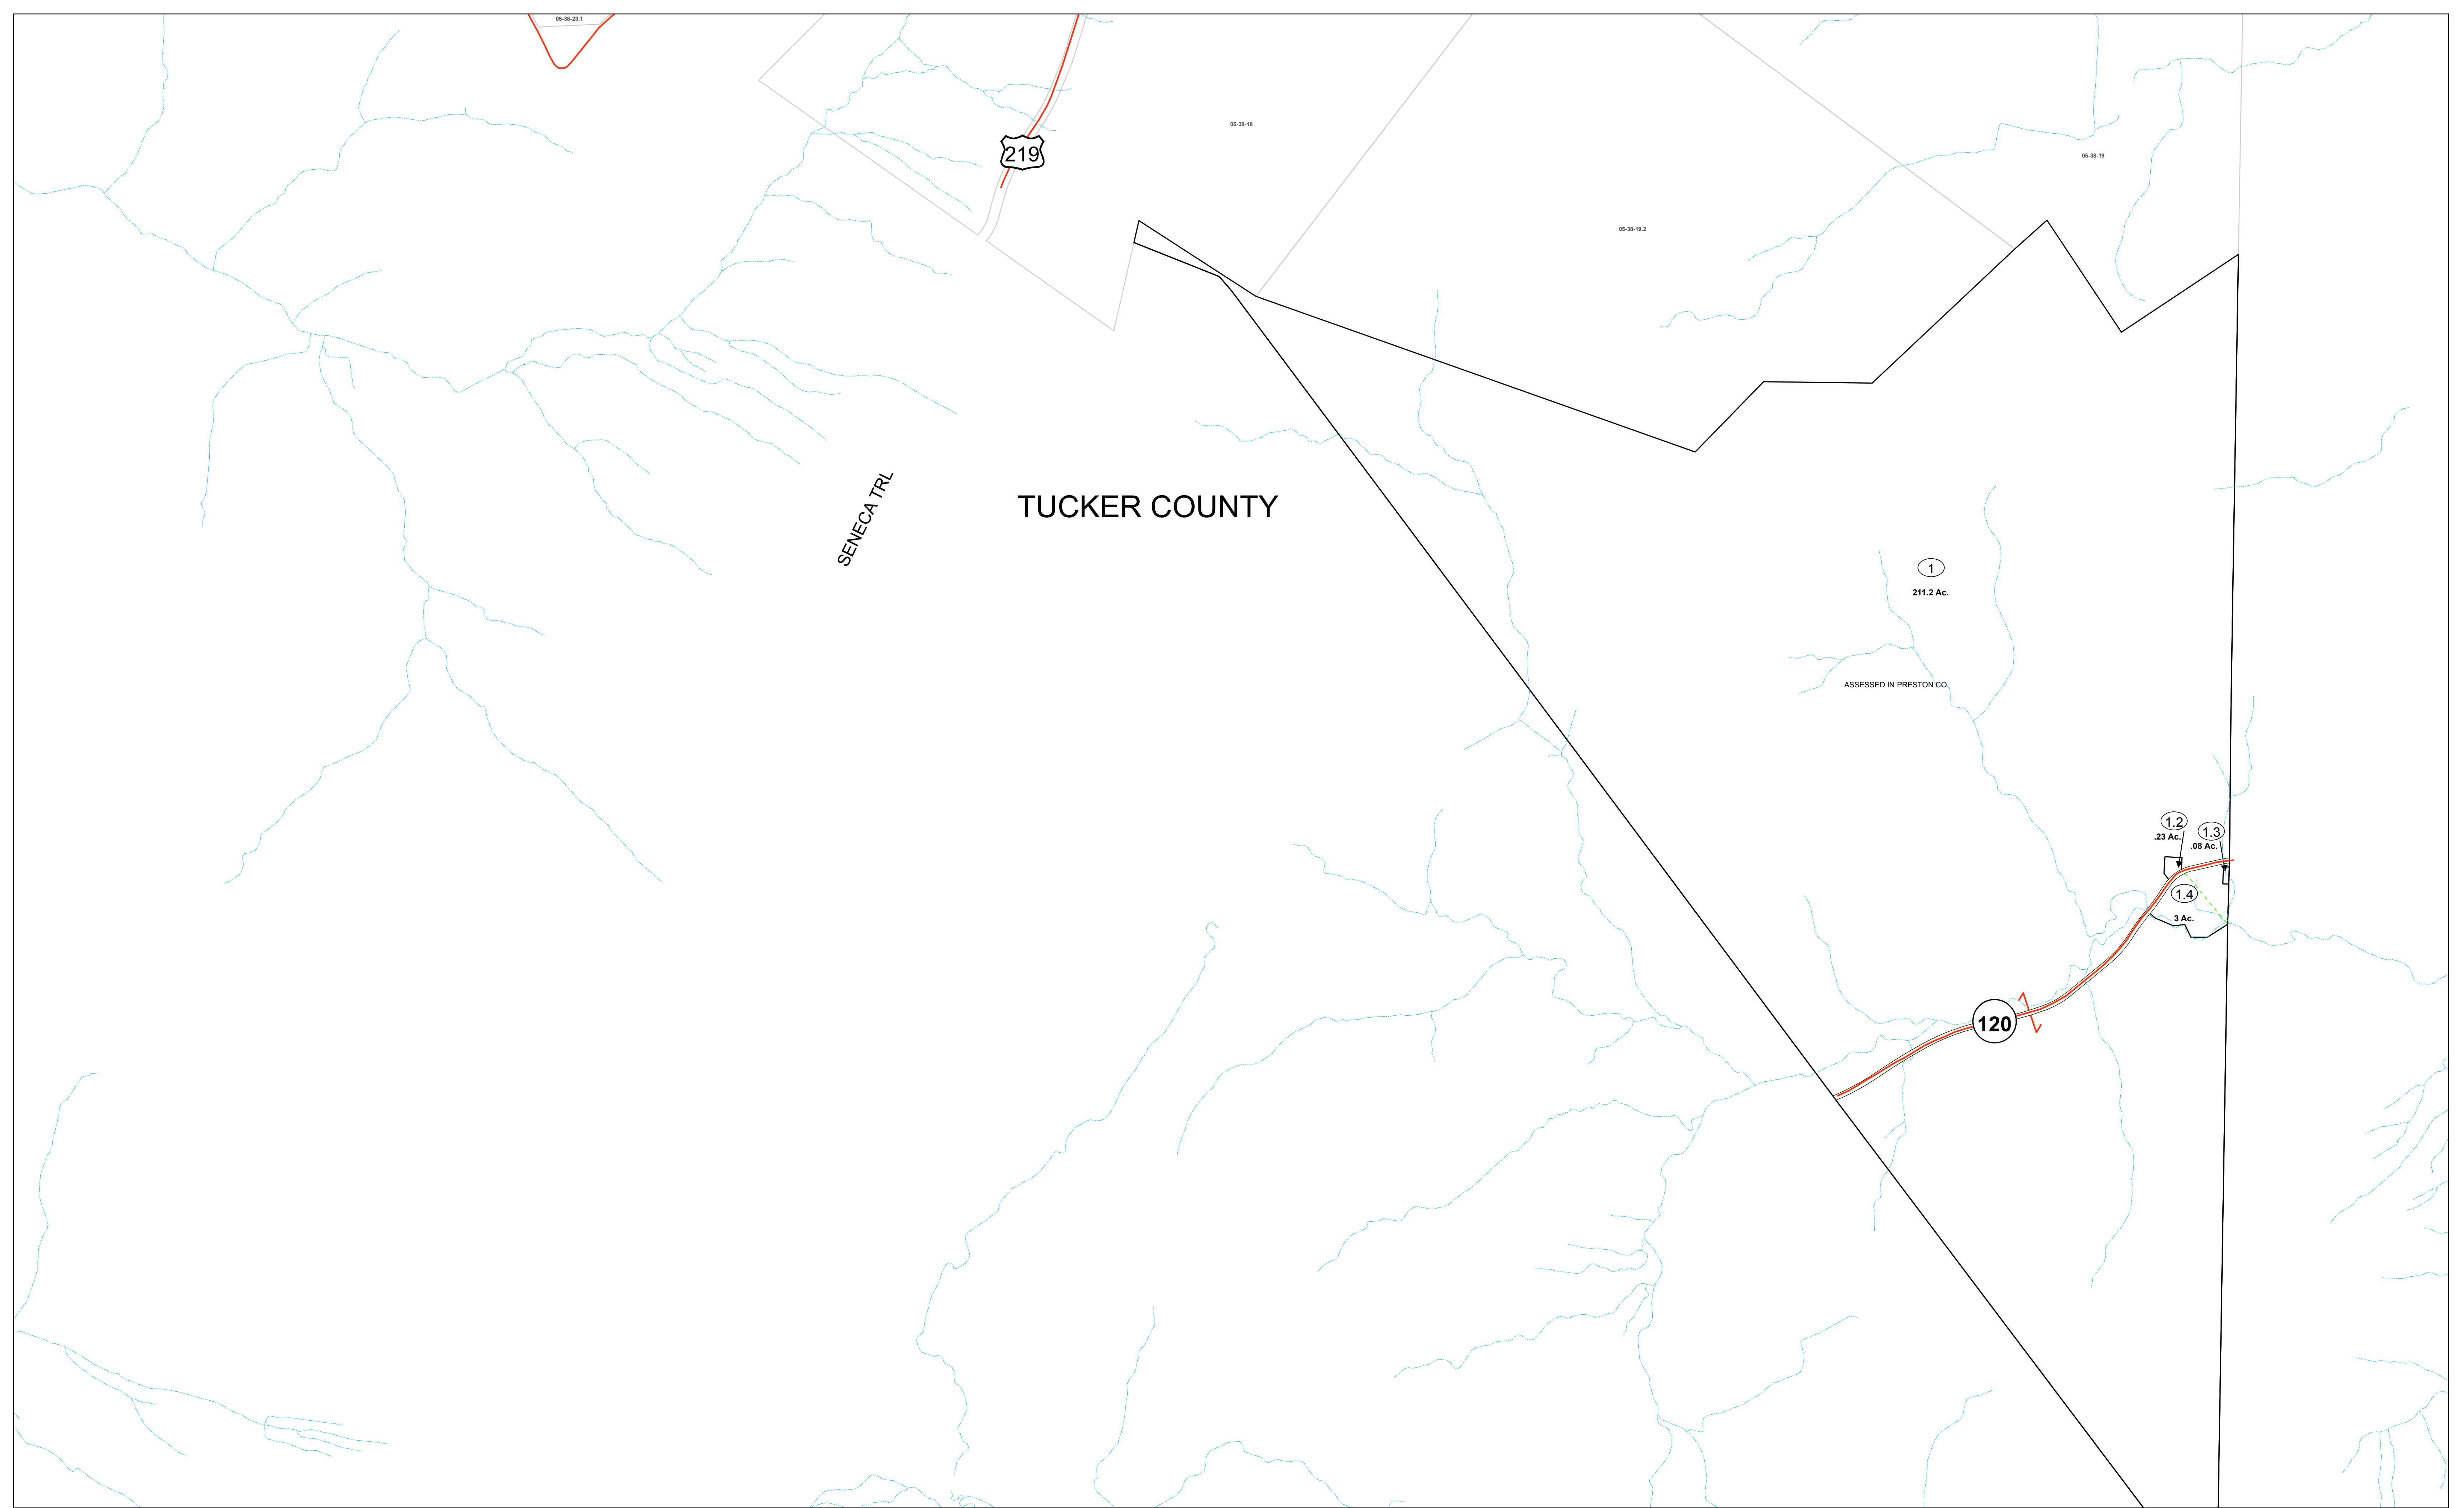 05-38-23.1
05-38-18
219
05-38-19
05-38-19.2
SENECA TRL
TUCKER COUNTY
1
211.2 Ac.
ASSESSED IN PRESTON CO
1.2
.23 Ac.
1.3
.08 Ac.
1.4
3 Ac.
120